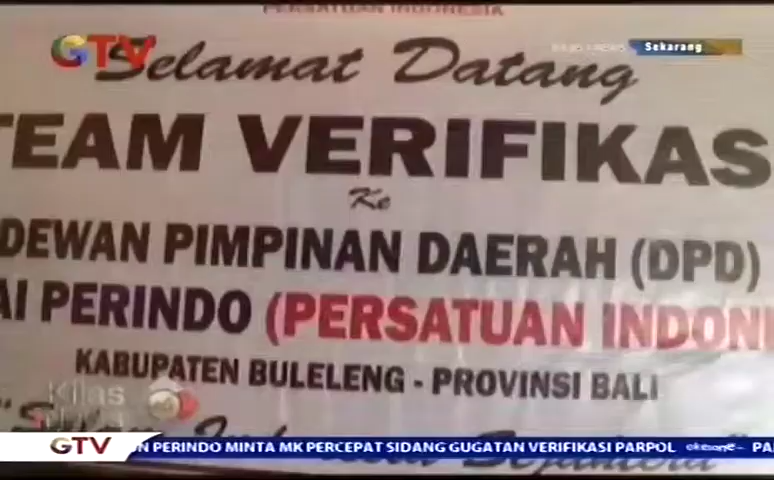 PERSATUAN INDONESIA
GTV
Sekarang
Selamat Datang
TEAM VERIFIKAS
Ke
DEWAN PIMPINAN DAERAH (DPD)
AI PERINDO (PERSATUAN INDON
KABUPATEN BULELENG - PROVINSI BALI
Kilas
GTV
N PERINDO MINTA MK PERCEPAT SIDANG GUGATAN VERIFIKASI PARPOL okezone PA